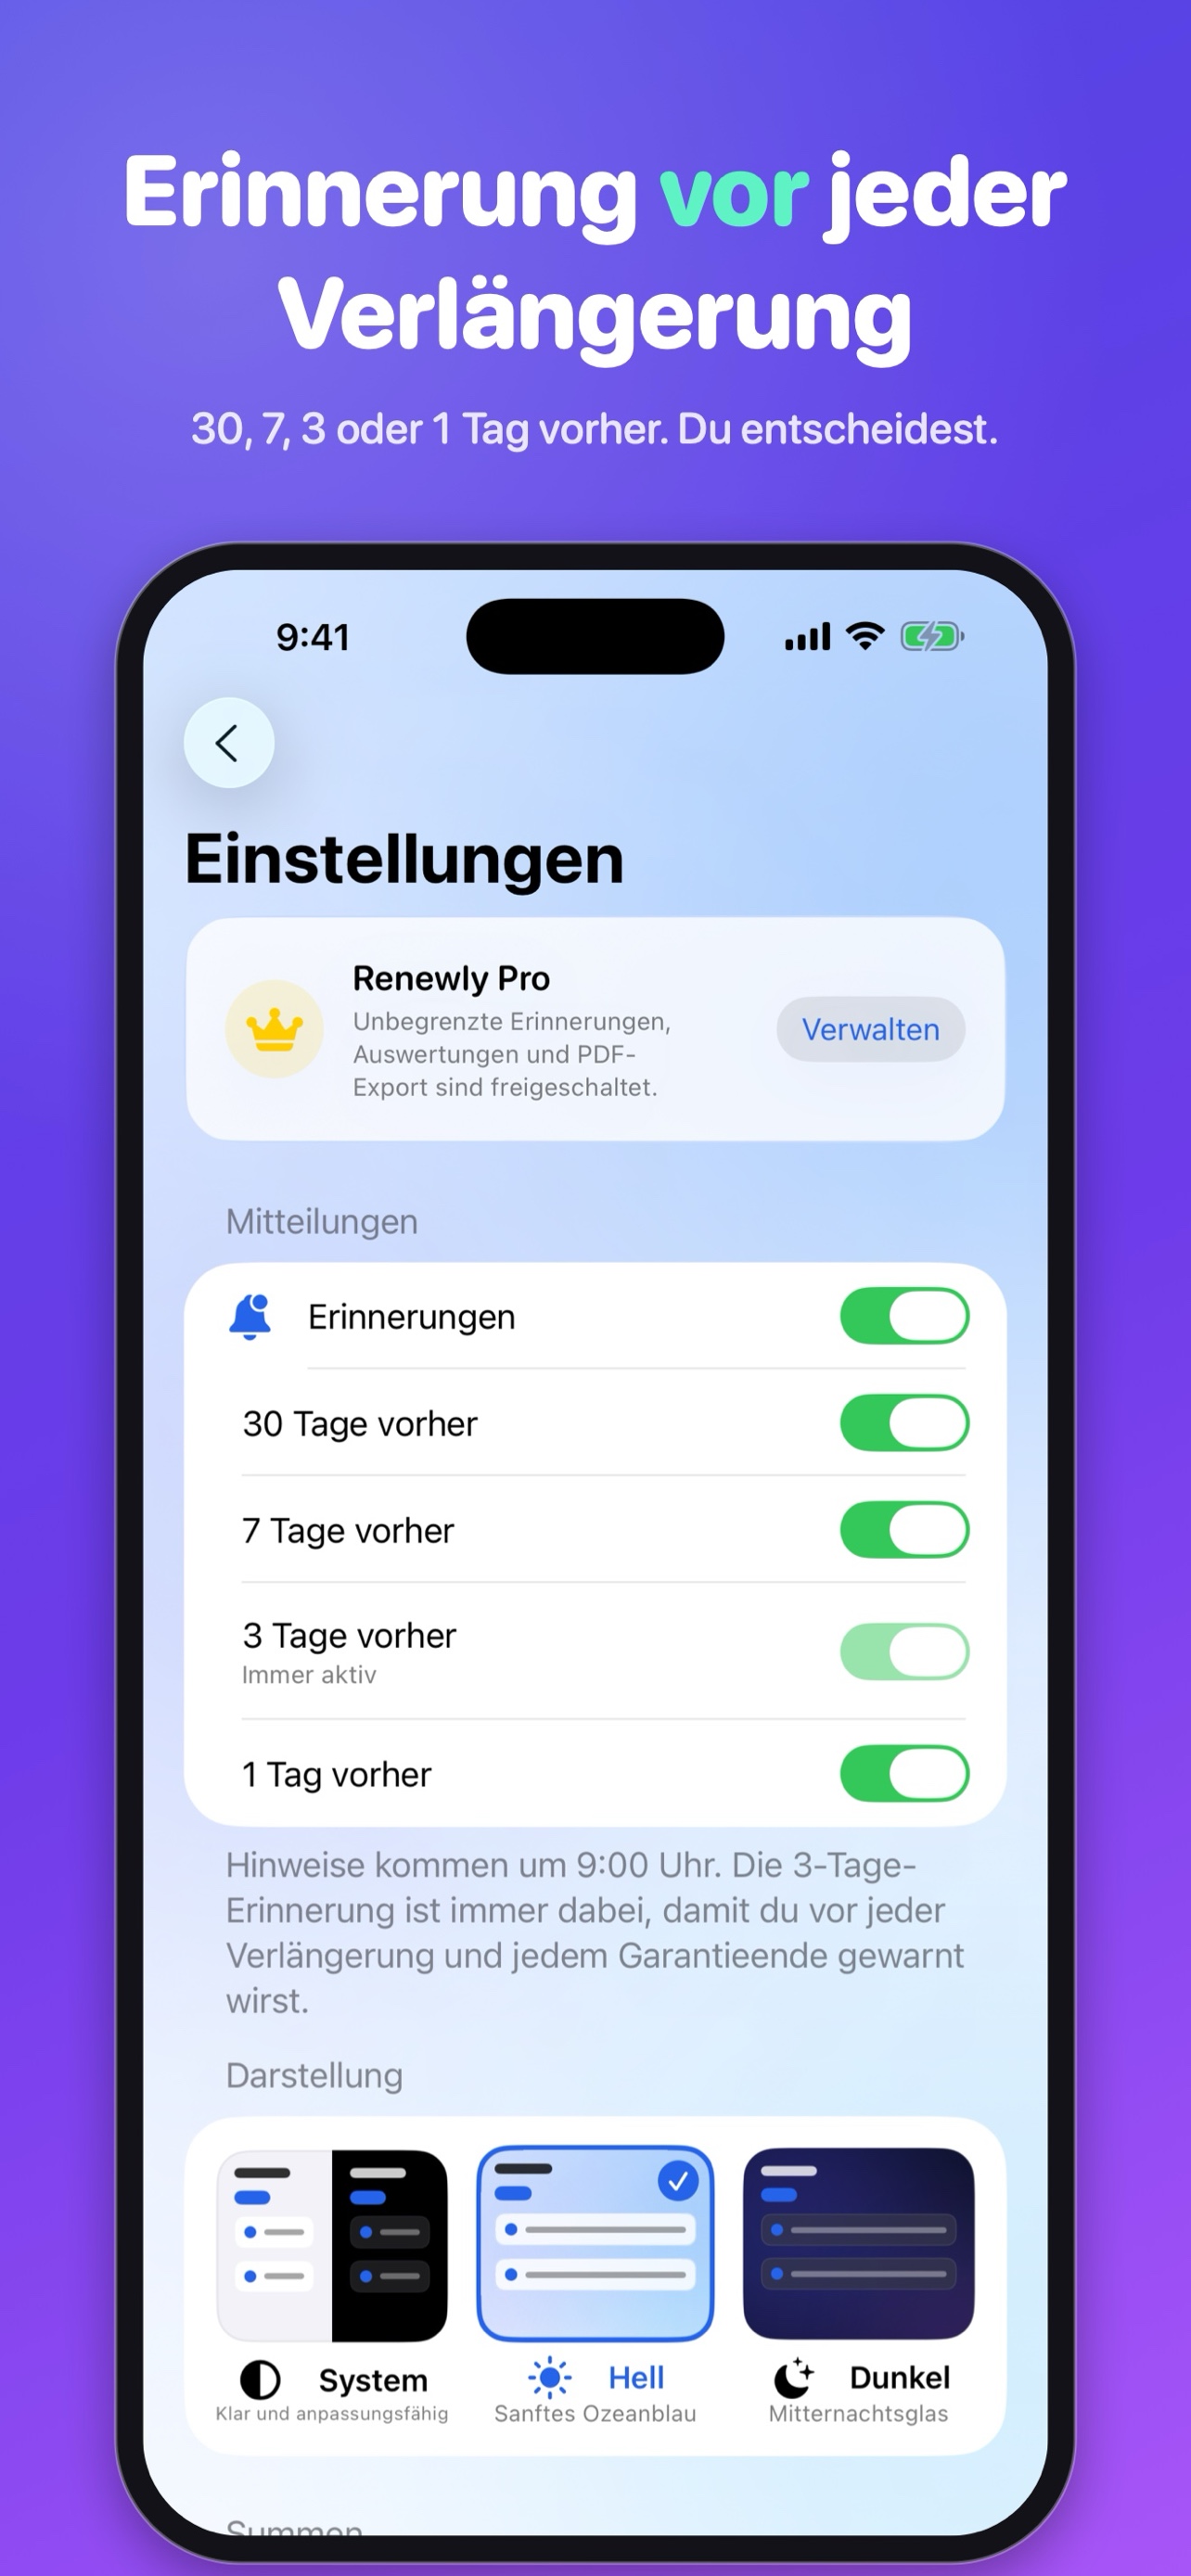 Erinnerung vor jeder
Verlängerung
30, 7, 3 oder 1 Tag vorher. Du entscheidest.
9:41
Einstellungen
Renewly Pro
Unbegrenzte Erinnerungen,
Auswertungen und PDF-
Export sind freigeschaltet.
Verwalten
Mitteilungen
Erinnerungen
30 Tage vorher
7 Tage vorher
3 Tage vorher
Immer aktiv
1 Tag vorher
Hinweise kommen um 9:00 Uhr. Die 3-Tage-
Erinnerung ist immer dabei, damit du vor jeder
Verlängerung und jedem Garantieende gewarnt
wirst.
Darstellung
System
Klar und anpassungsfähig
Hell
Sanftes Ozeanblau
Dunkel
Mitternachtsglas
Summen